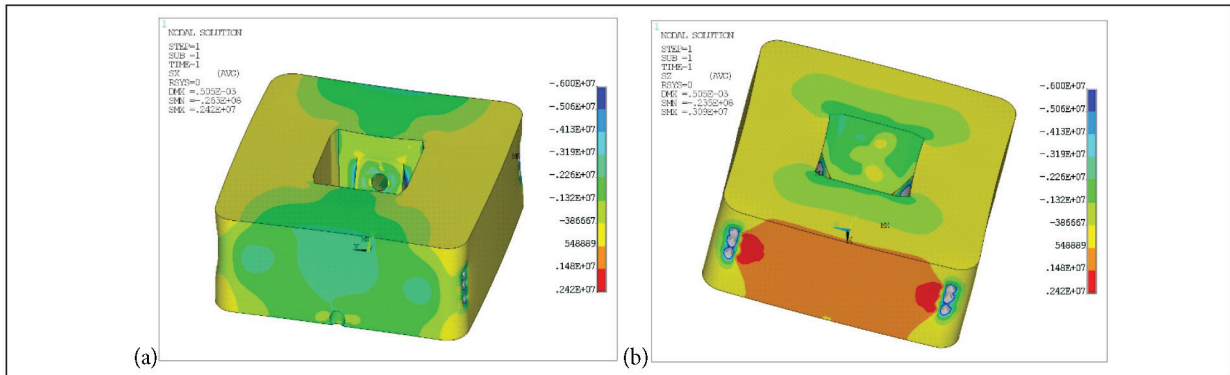 1
NODAL SOLUTION
STEP=1
SUB =1
TIME=1
SX (AVG)
RSYS=0
DMX =.505E-03
SMN =-.263E+08
SMX =.242E+07
-.600E+07
-.506E+07
-.413E+07
-.319E+07
-.226E+07
-.132E+07
-386667
548889
.148E+07
.242E+07
MX
Z
(a)
1
NODAL SOLUTION
STEP=1
SUB =1
TIME=1
SZ (AVG)
RSYS=0
DMX =.505E-03
SMN =-.235E+08
SMX =.309E+07
-.600E+07
-.506E+07
-.413E+07
-.319E+07
-.226E+07
-.132E+07
-386667
548889
.148E+07
.242E+07
MX
(b)